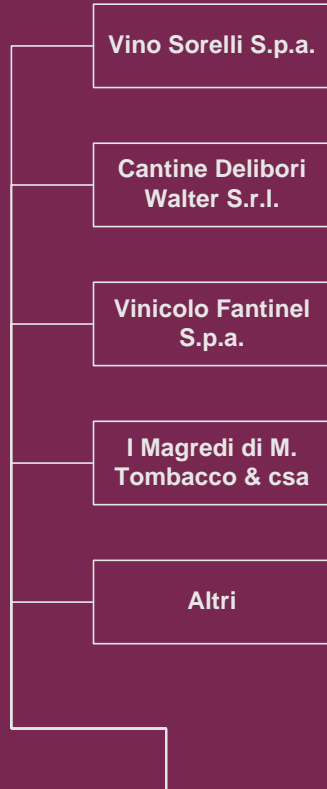 Vino Sorelli S.p.a.
Cantine Delibori
Walter S.r.l.
Vinicolo Fantinel
S.p.a.
I Magredi di M.
Tombacco & csa
Altri